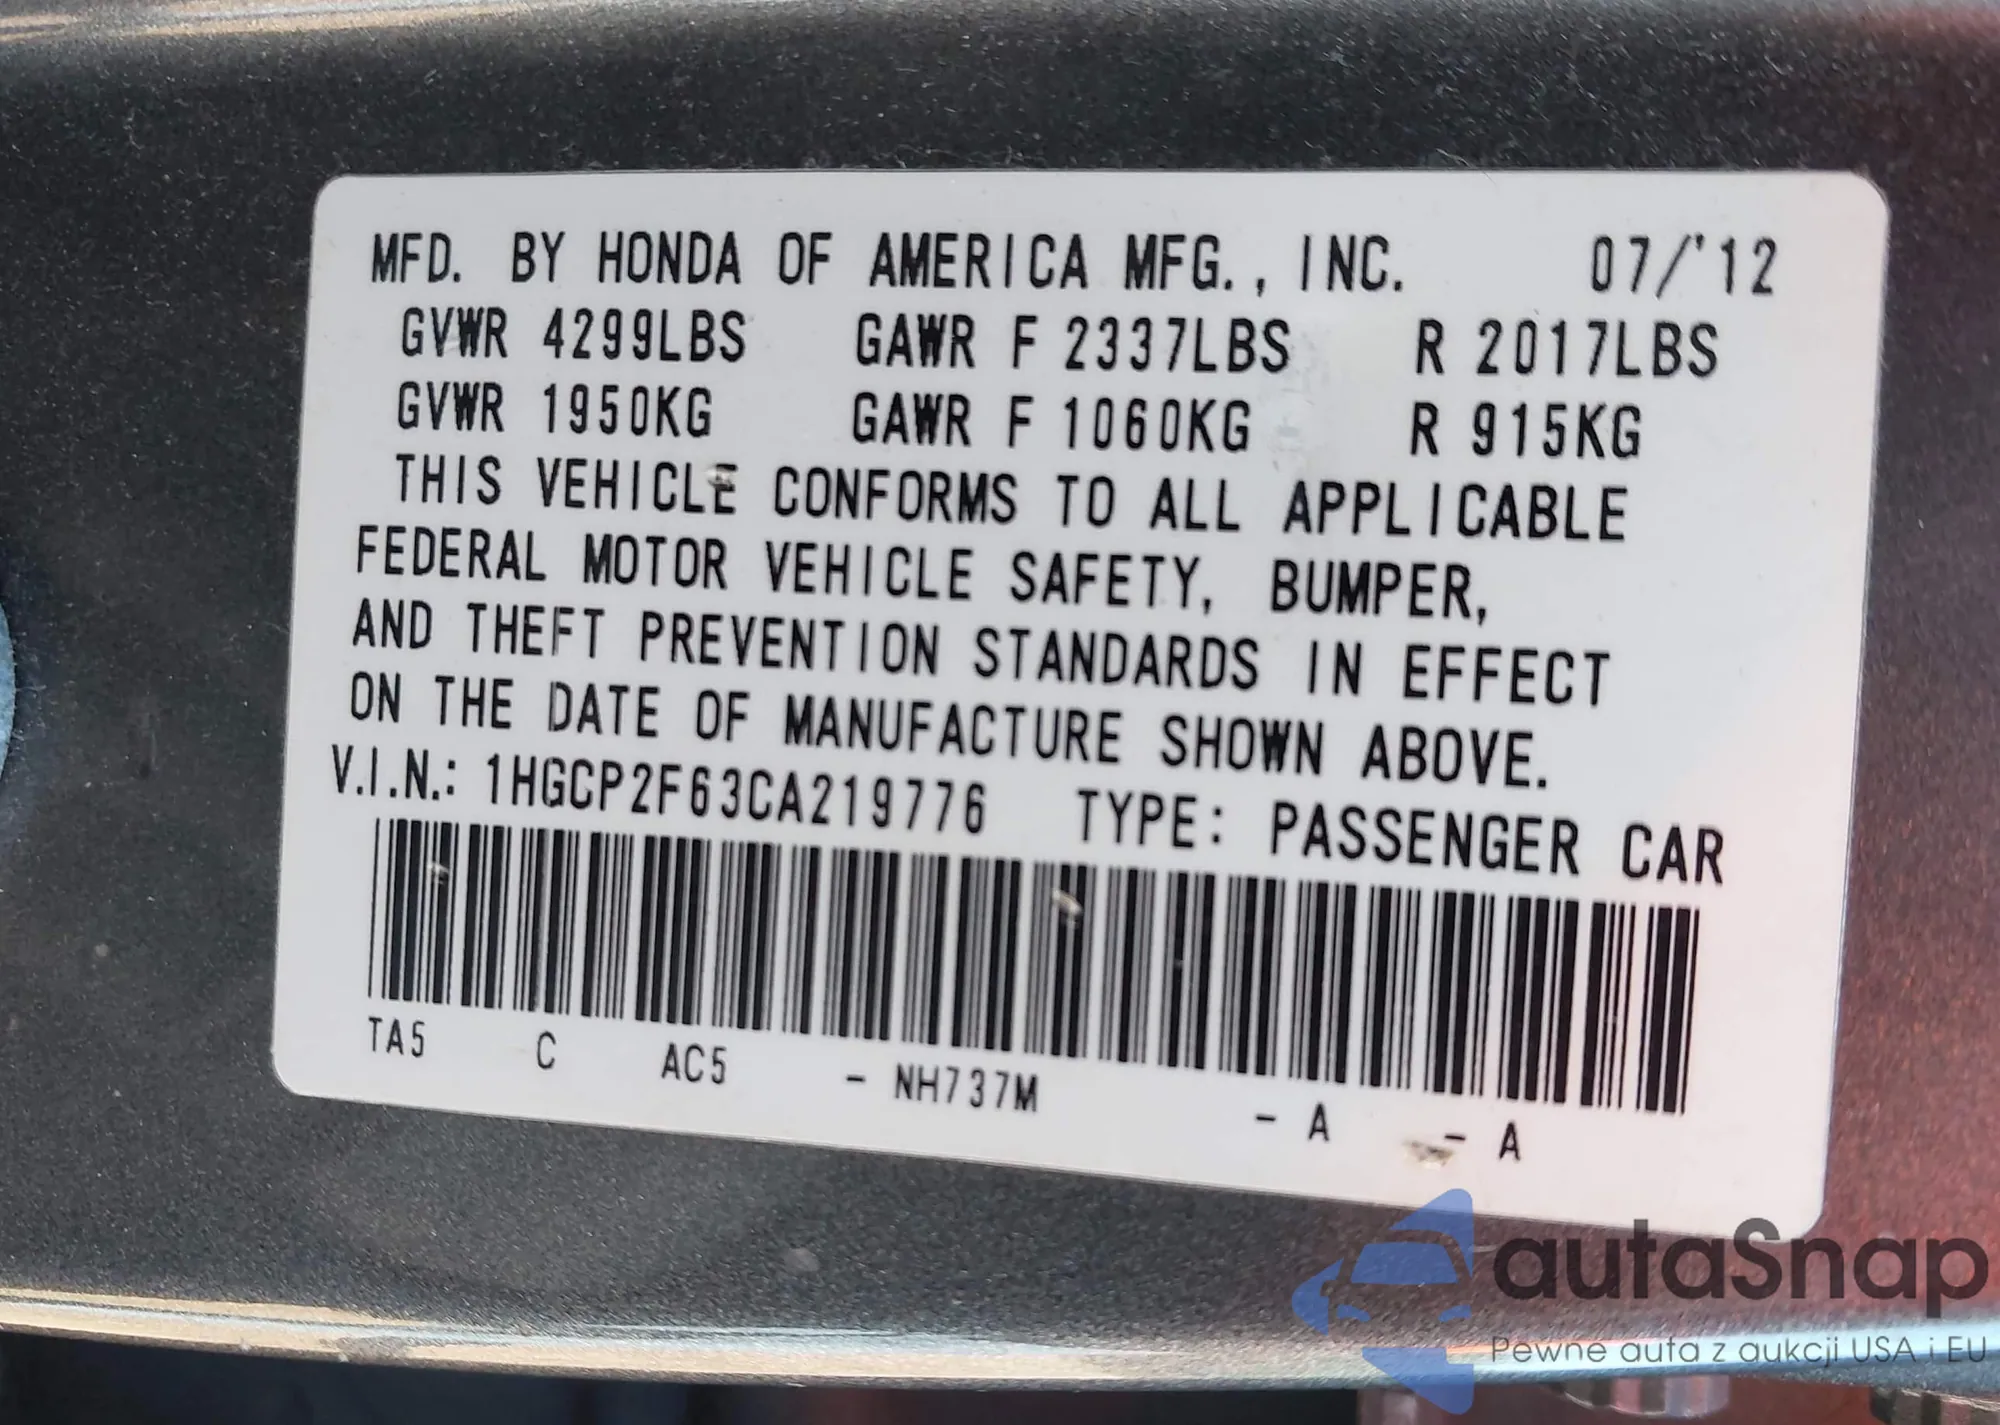 MFD. BY HONDA OF AMERICA MFG., INC. 07/'12
GVWR 4299LBS GAWR F 2337LBS R 2017LBS
GVWR 1950KG GAWR F 1060KG R 915KG
THIS VEHICLE CONFORMS TO ALL APPLICABLE
FEDERAL MOTOR VEHICLE SAFETY, BUMPER,
AND THEFT PREVENTION STANDARDS IN EFFECT
ON THE DATE OF MANUFACTURE SHOWN ABOVE.
V.I.N.: 1HGCP2F63CA219776 TYPE: PASSENGER CAR
TA5 C AC5 - NH737M - A - A
autaSnap
Pewne auta z aukcji USA i EU